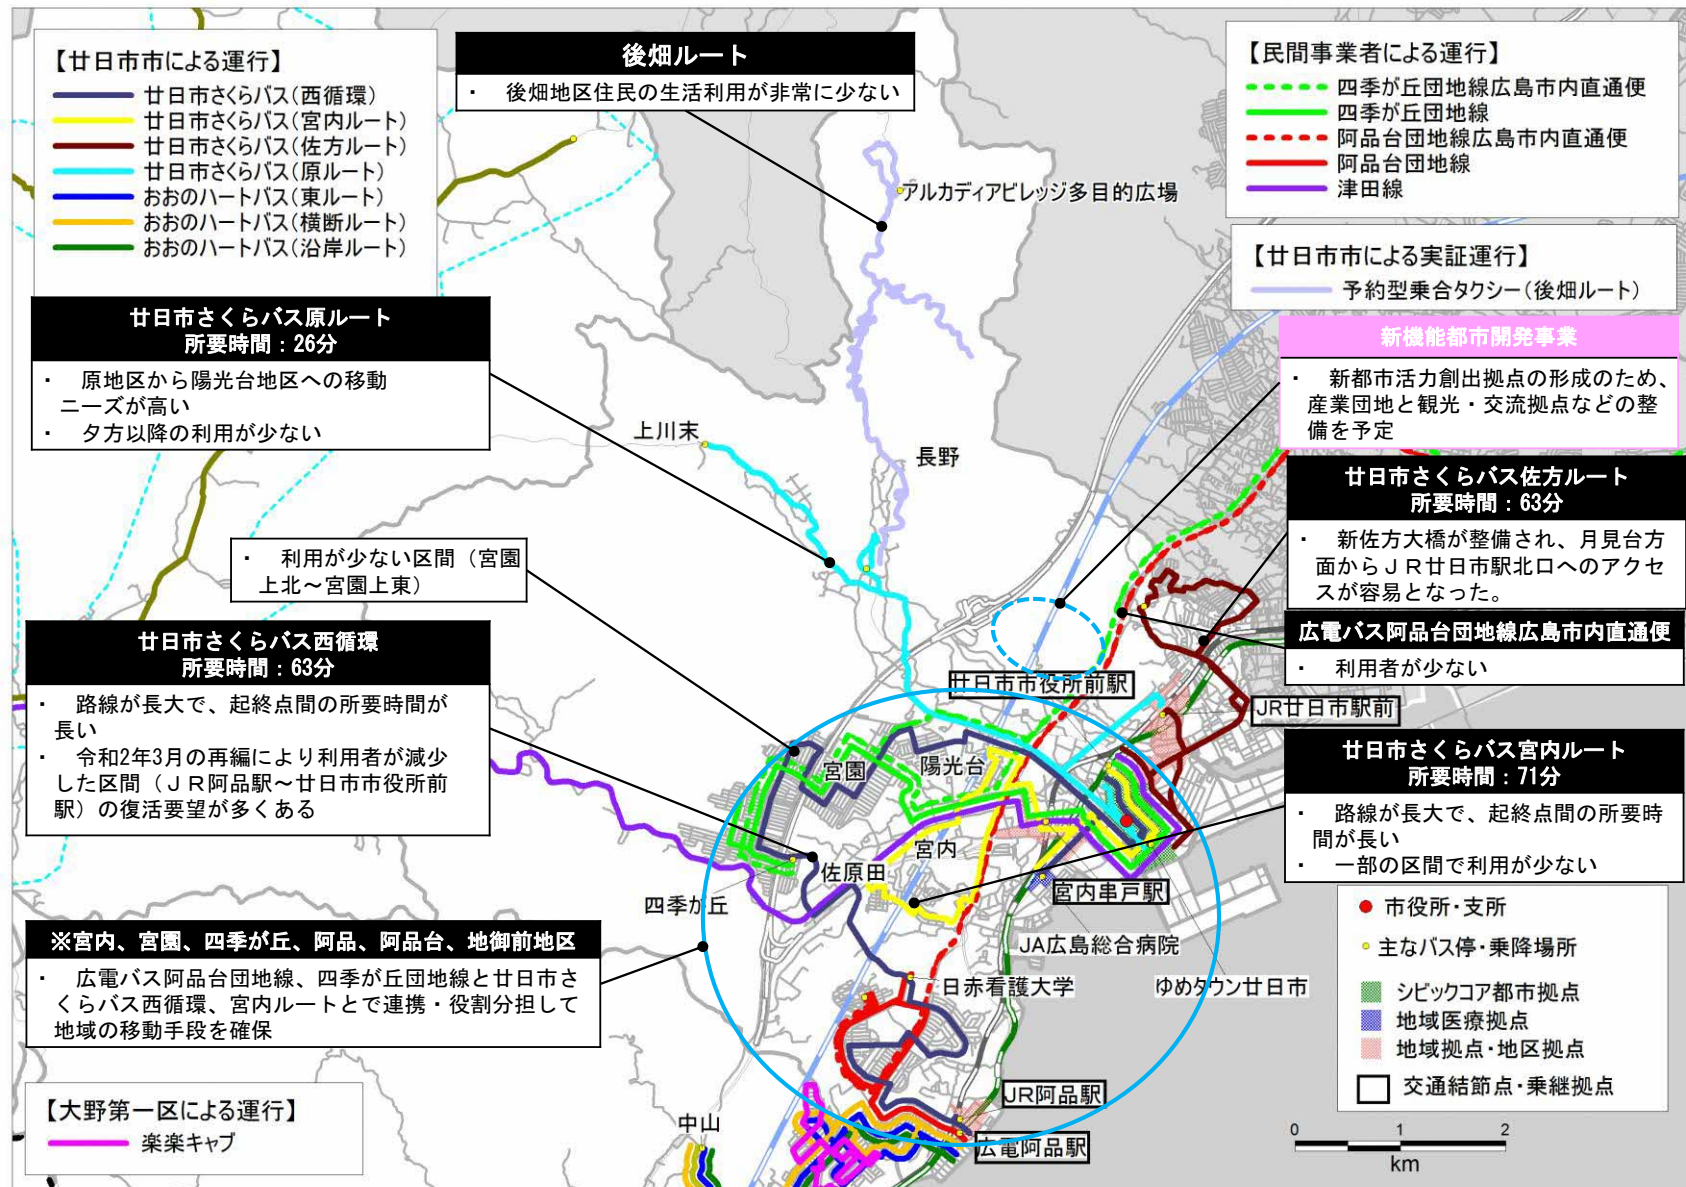 【廿日市市による運行】
廿日市さくらバス(西循環)
廿日市さくらバス(宮内ルート)
廿日市さくらバス(佐方ルート)
廿日市さくらバス(原ルート)
おおのハートバス(東ルート)
おおのハートバス(横断ルート)
おおのハートバス(沿岸ルート)
後畑ルート
・ 後畑地区住民の生活利用が非常に少ない
【民間事業者による運行】
四季が丘団地線広島市内直通便
四季が丘団地線
阿品台団地線広島市内直通便
阿品台団地線
津田線
【廿日市市による実証運行】
予約型乗合タクシー(後畑ルート)
アルカディアビレッジ多目的広場
廿日市さくらバス原ルート
所要時間：26分
・ 原地区から陽光台地区への移動
ニーズが高い
・ 夕方以降の利用が少ない
新機能都市開発事業
・ 新都市活力創出拠点の形成のため、
産業団地と観光・交流拠点などの整
備を予定
上川末
長野
廿日市さくらバス佐方ルート
所要時間：63分
・ 新佐方大橋が整備され、月見台方
面からＪＲ廿日市駅北口へのアクセ
スが容易となった。
・ 利用が少ない区間（宮園
上北～宮園上東）
広電バス阿品台団地線広島市内直通便
・ 利用者が少ない
廿日市さくらバス西循環
所要時間：63分
・ 路線が長大で、起終点間の所要時間が
長い
・ 令和2年3月の再編により利用者が減少
した区間（ＪＲ阿品駅～廿日市市役所前
駅）の復活要望が多くある
廿日市市役所前駅
JR廿日市駅前
廿日市さくらバス宮内ルート
所要時間：71分
・ 路線が長大で、起終点間の所要時
間が長い
・ 一部の区間で利用が少ない
宮園
陽光台
宮内
佐原田
四季が丘
宮内串戸駅
JA広島総合病院
ゆめタウン廿日市
日赤看護大学
※宮内、宮園、四季が丘、阿品、阿品台、地御前地区
・ 広電バス阿品台団地線、四季が丘団地線と廿日市さ
くらバス西循環、宮内ルートとで連携・役割分担して
地域の移動手段を確保
市役所・支所
主なバス停・乗降場所
シビックコア都市拠点
地域医療拠点
地域拠点・地区拠点
交通結節点・乗継拠点
【大野第一区による運行】
楽楽キャブ
中山
JR阿品駅
広電阿品駅
0 1 2
km